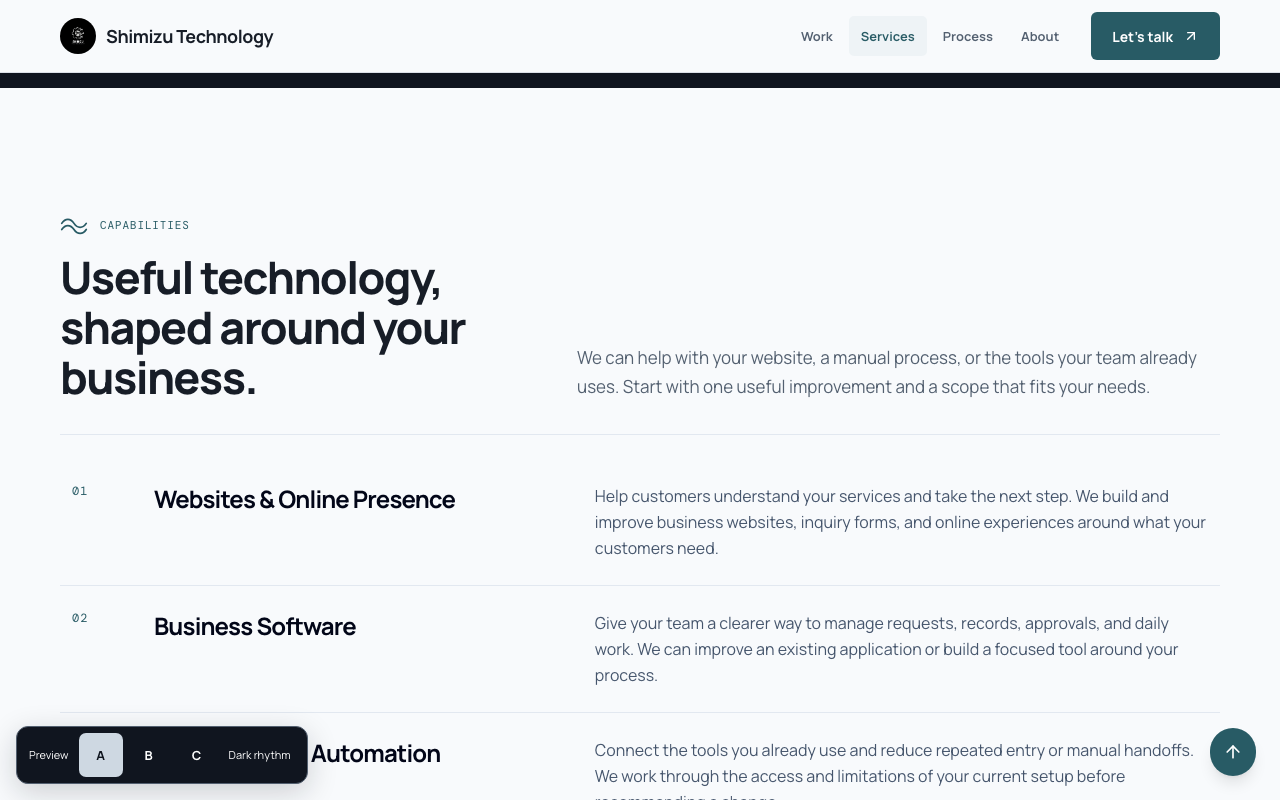 Shimizu Technology
Work
Services
Process
About
Let's talk
CAPABILITIES
Useful technology,
shaped around your
business.
We can help with your website, a manual process, or the tools your team already
uses. Start with one useful improvement and a scope that fits your needs.
01
Websites & Online Presence
Help customers understand your services and take the next step. We build and
improve business websites, inquiry forms, and online experiences around what your
customers need.
02
Business Software
Give your team a clearer way to manage requests, records, approvals, and daily
work. We can improve an existing application or build a focused tool around your
process.
Automation
Connect the tools you already use and reduce repeated entry or manual handoffs.
We work through the access and limitations of your current setup before
recommending a change.
Preview
A
B
C
Dark rhythm